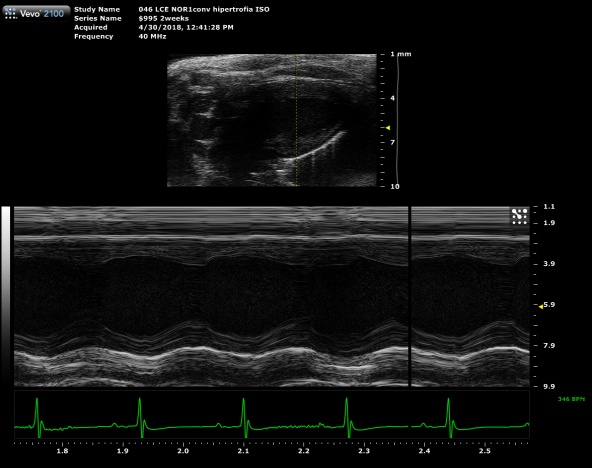 Vevo 2100
Study Name 046 LCE NOR1conv hipertrofia ISO
Series Name S995 2weeks
Acquired 4/30/2018, 12:41:28 PM
Frequency 40 MHz
1 mm
4
7
10
1.1
1.9
3.9
5.9
7.9
9.9
346 BPM
1.8 1.9 2.0 2.1 2.2 2.3 2.4 2.5